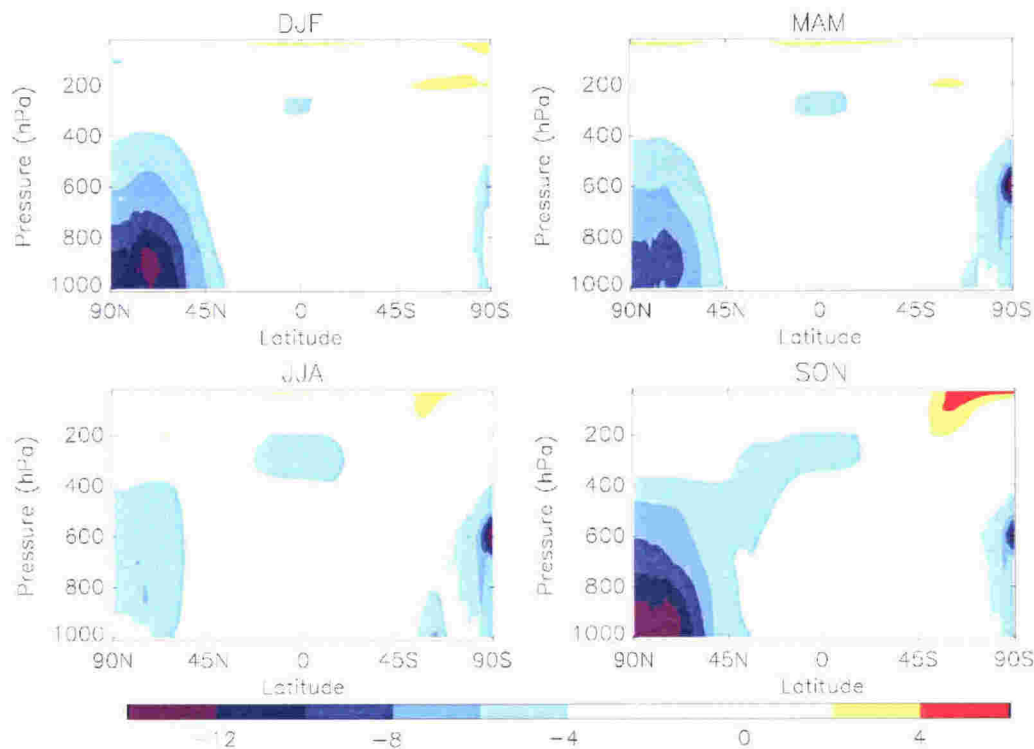 DJF
MAM
Pressure (hPa)
200
400
600
800
1000
90N 45N 0 45S 90S
Latitude
Pressure (hPa)
200
400
600
800
1000
90N 45N 0 45S 90S
Latitude
JJA
SON
Pressure (hPa)
200
400
600
800
1000
90N 45N 0 45S 90S
Latitude
Pressure (hPa)
200
400
600
800
1000
90N 45N 0 45S 90S
Latitude
-12 -8 -4 0 4